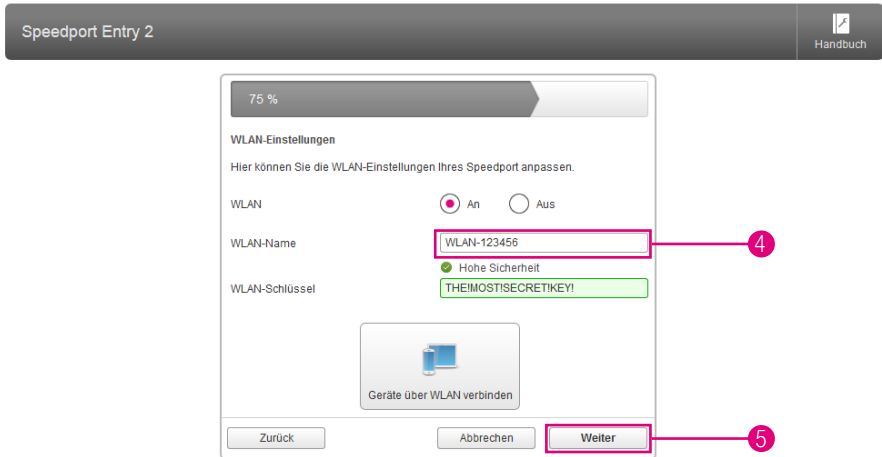 Speedport Entry 2
Handbuch
75 %
WLAN-Einstellungen
Hier können Sie die WLAN-Einstellungen Ihres Speedport anpassen.
WLAN An Aus
WLAN-Name WLAN-123456 4
Hohe Sicherheit
WLAN-Schlüssel THE!MOST!SECRET!KEY!
Geräte über WLAN verbinden
Zurück Abbrechen Weiter 5